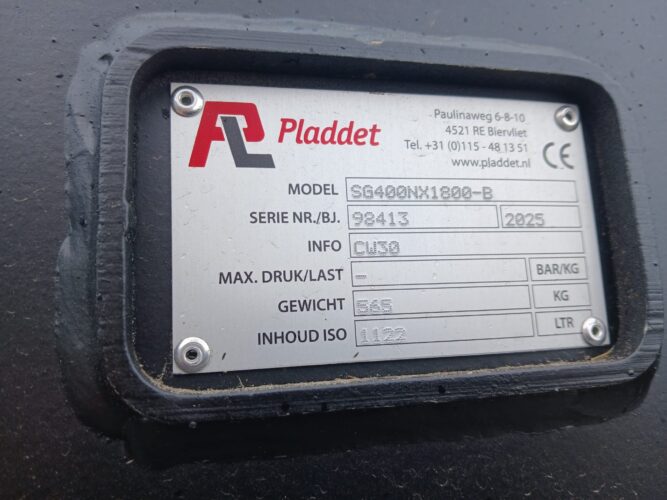 PL Pladdet
Paulinaweg 6-8-10
4521 RE Biervliet
Tel. +31 (0)115 - 48 13 51
www.pladdet.nl
CE
MODEL SG400NX1800-B
SERIE NR./BJ. 98413 2025
INFO CW30
MAX. DRUK/LAST - BAR/KG
GEWICHT 565 KG
INHOUD ISO 1122 LTR